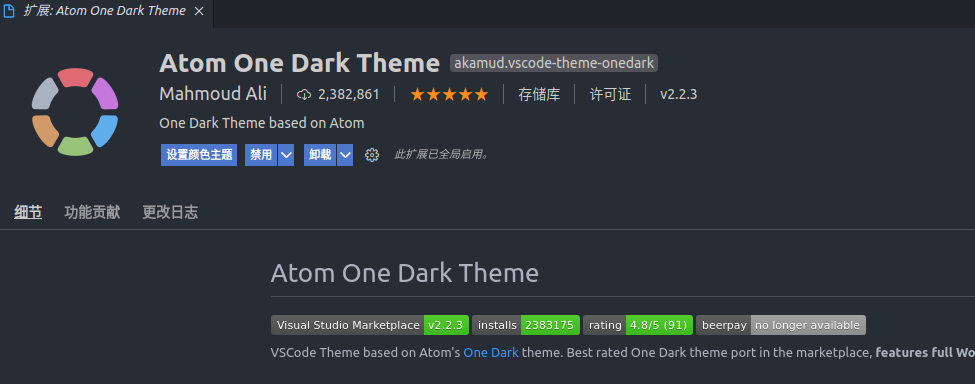 扩展: Atom One Dark Theme
Atom One Dark Theme akamud.vscode-theme-onedark
Mahmoud Ali 2,382,861 ★★★★★ 存储库 许可证 v2.2.3
One Dark Theme based on Atom
设置颜色主题 禁用 卸载 此扩展已全局启用。
细节 功能贡献 更改日志
Atom One Dark Theme
Visual Studio Marketplace v2.2.3 installs 2383175 rating 4.8/5 (91) beerpay no longer available
VSCode Theme based on Atom's One Dark theme. Best rated One Dark theme port in the marketplace, features full Wo